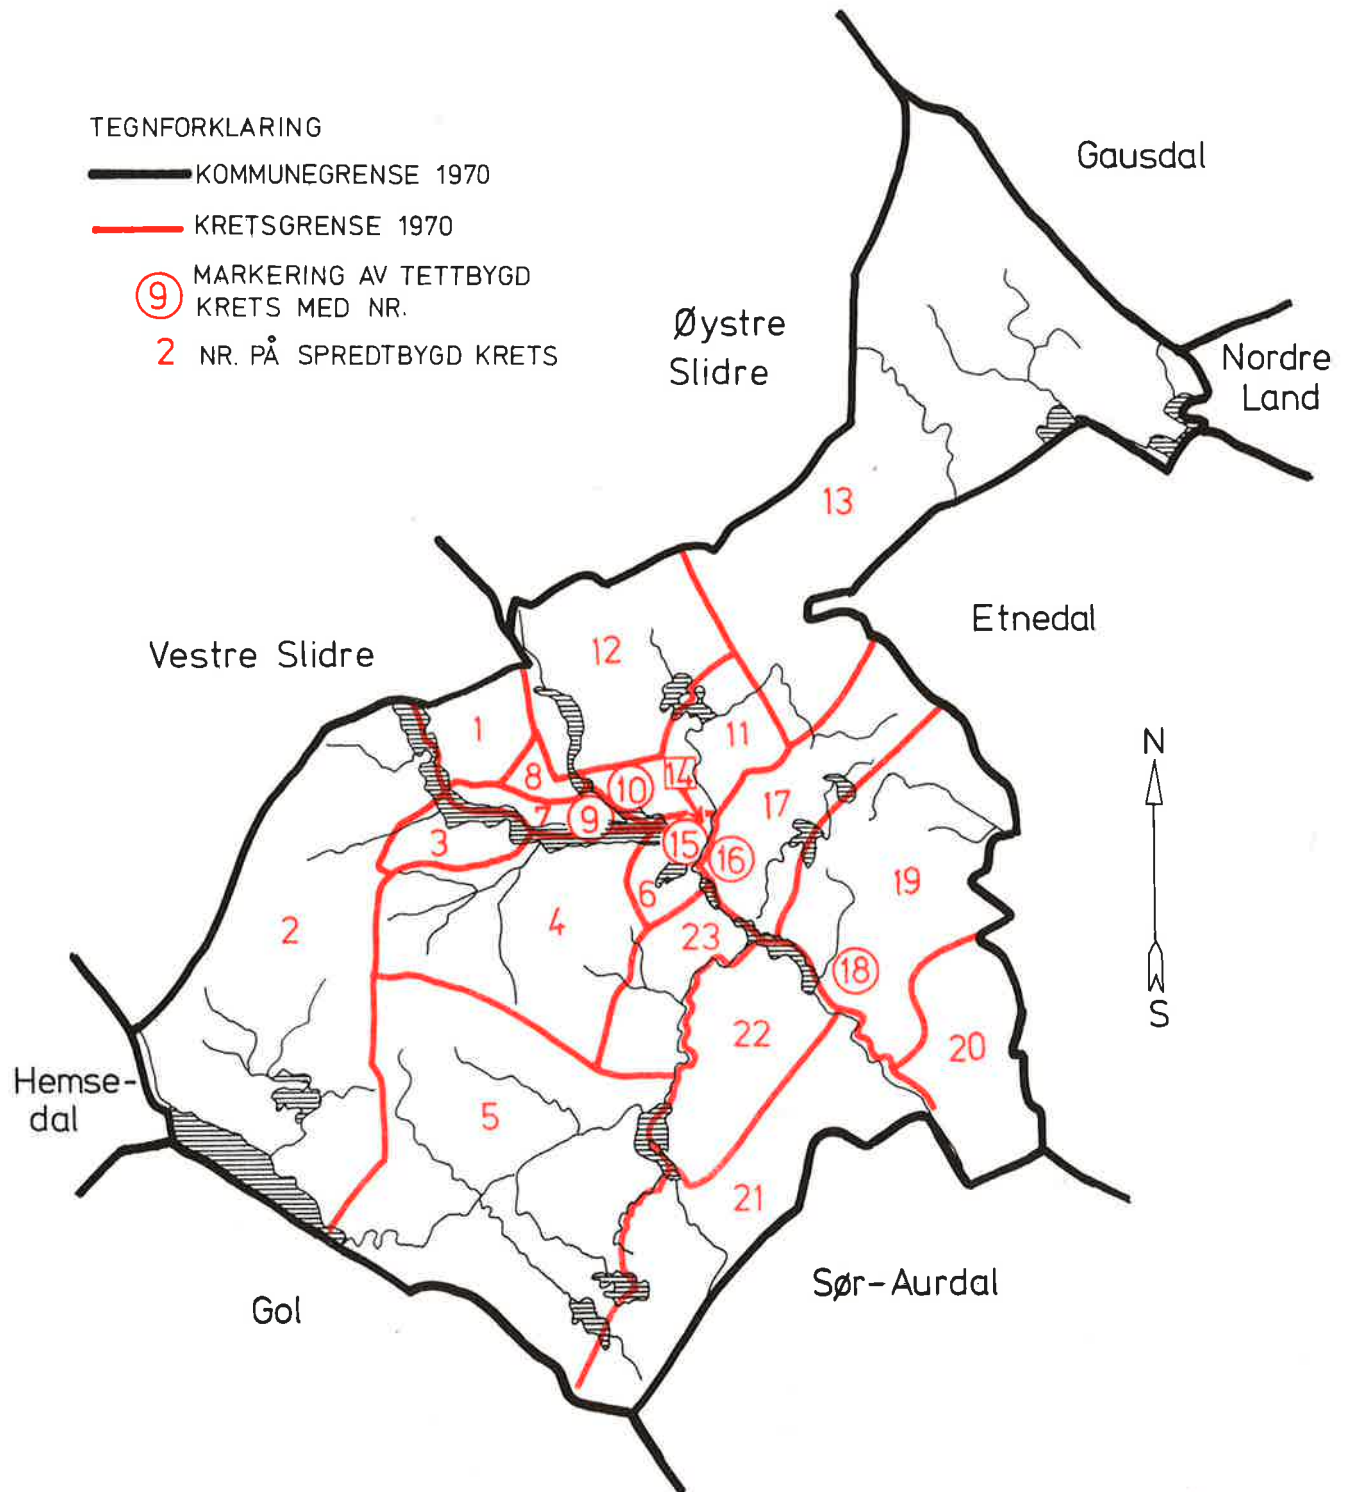 TEGNFORKLARING
KOMMUNEGRENSE 1970
KRETSGRENSE 1970
9
MARKERING AV TETTBYGD
KRETS MED NR.
2 NR. PÅ SPREDTBYGD KRETS
Gausdal
Øystre
Slidre
Nordre
Land
13
Etnedal
Vestre Slidre
12
1
11
8
10
14
17
7
9
3
15
16
6
19
2
4
23
18
N
S
22
20
Hemse-
dal
5
21
Sør-Aurdal
Gol